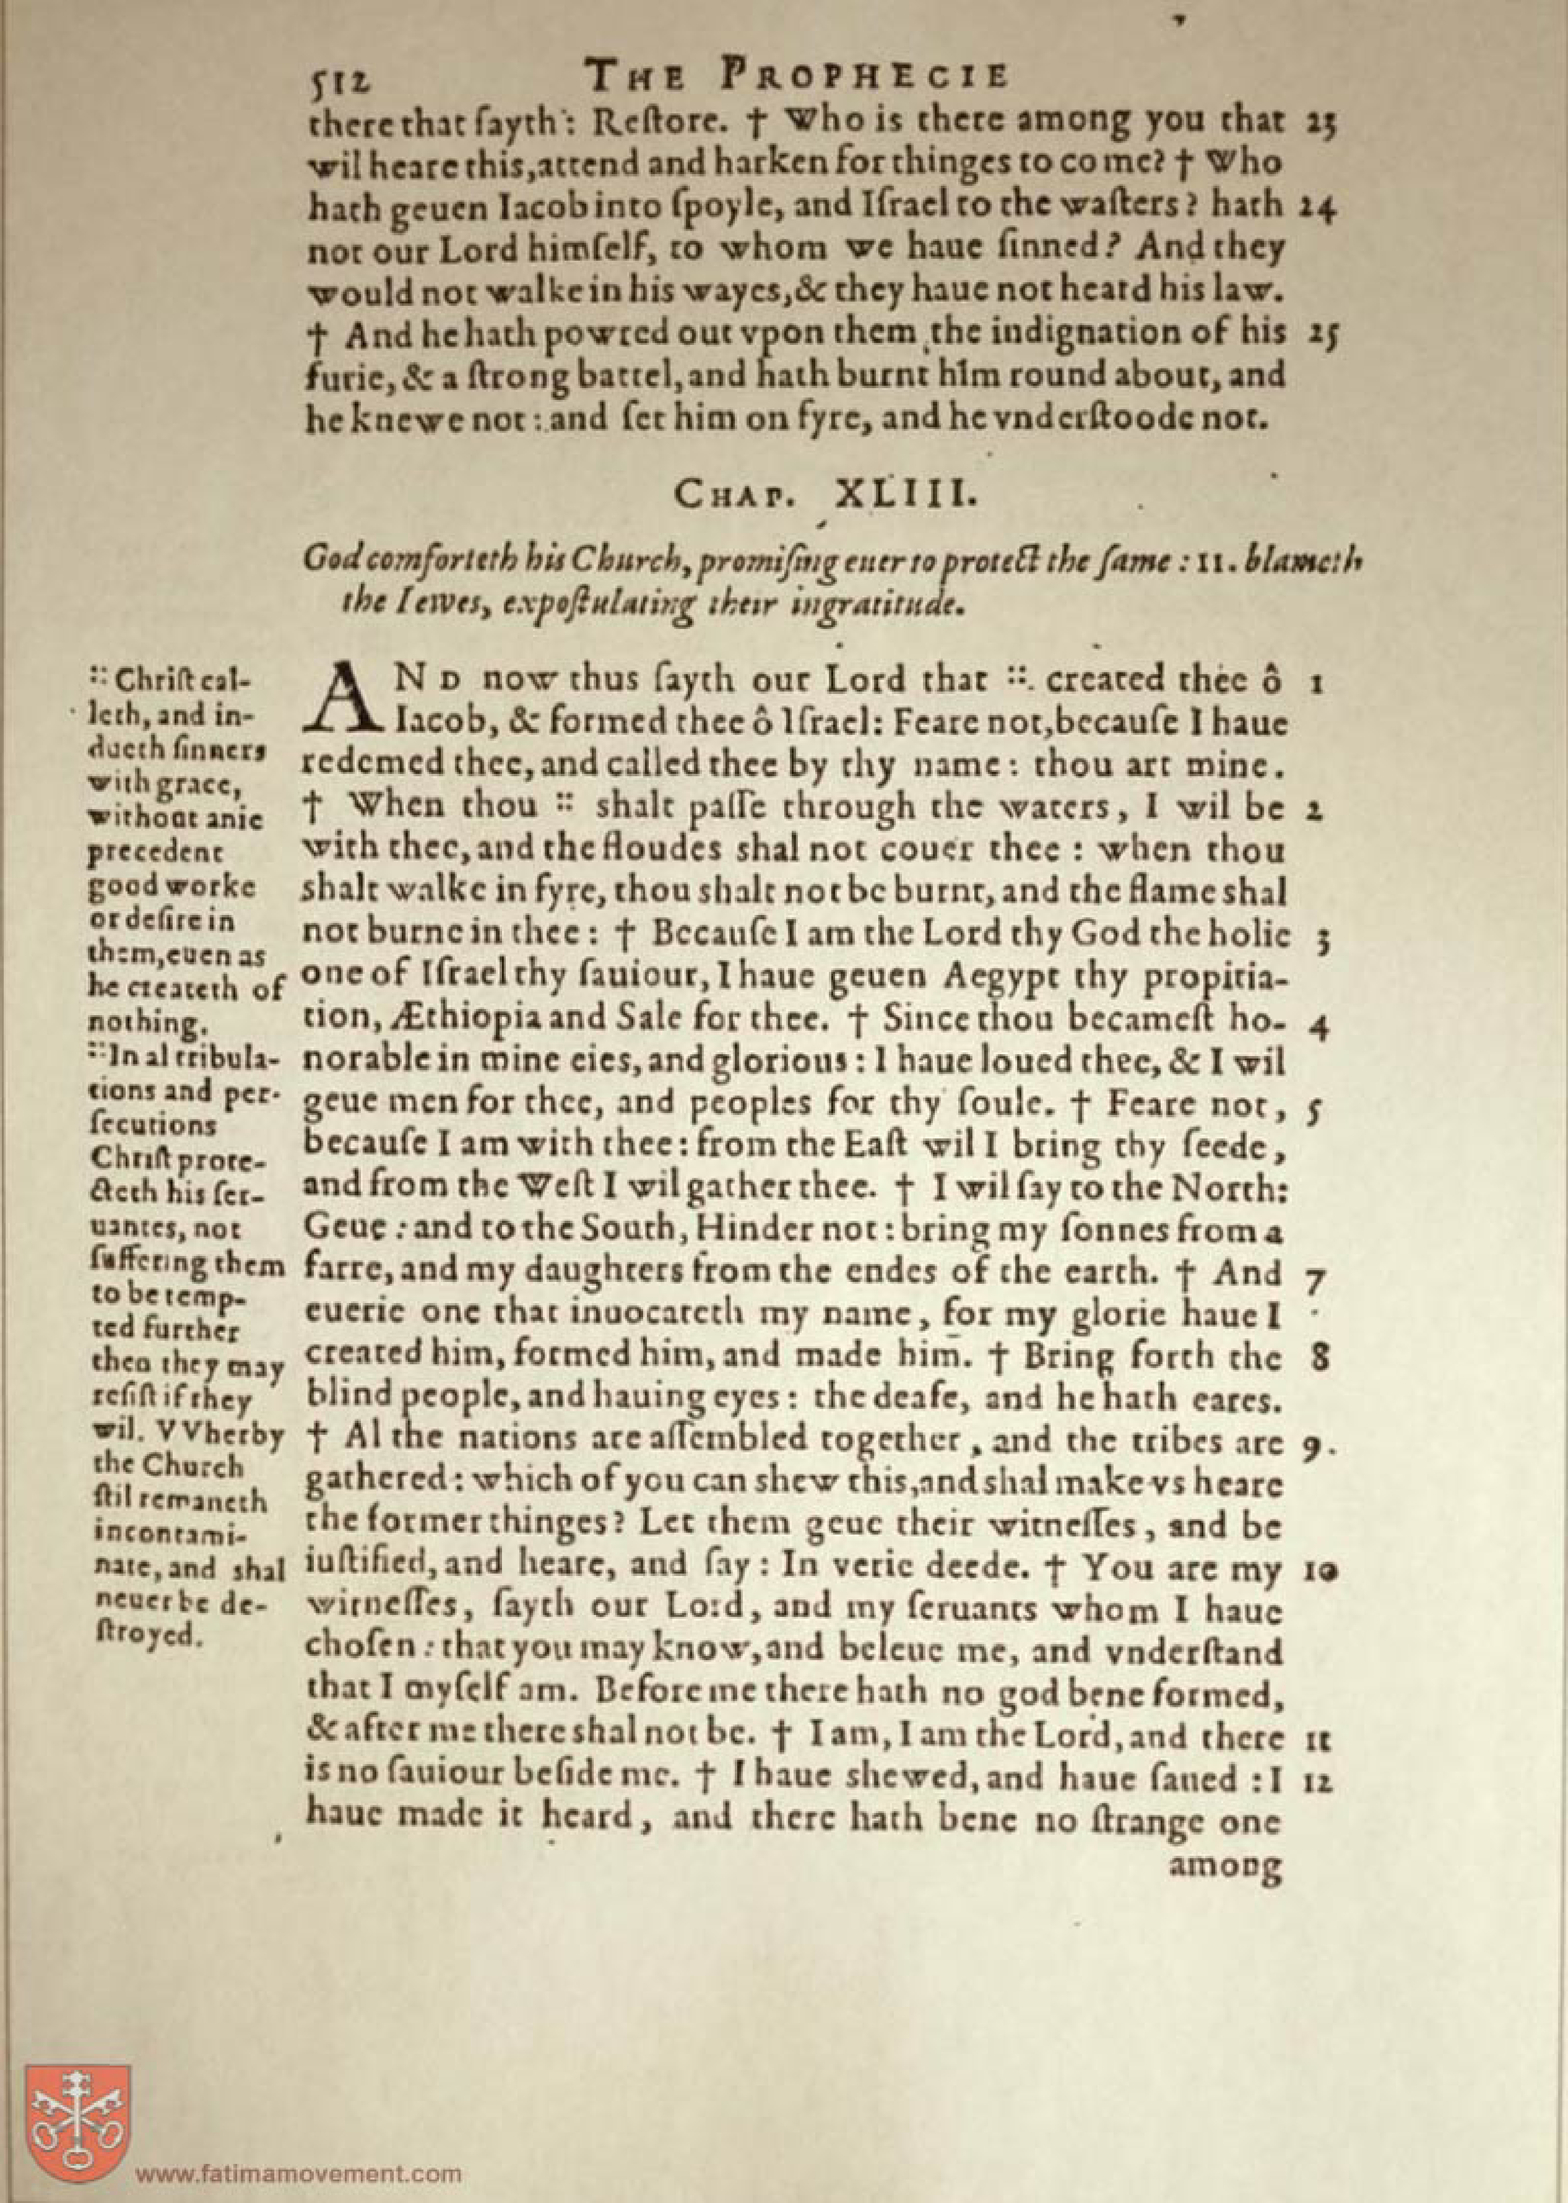 512 THE PROPHECIE
there that ſayth: Reſtore. † Who is there among you that 23
wil heare this, attend and harken for thinges to come? † Who
hath geuen Iacob into ſpoyle, and Iſrael to the waſters? hath 24
not our Lord himſelf, to whom we haue ſinned? And they
would not walke in his wayes, & they haue not heard his law.
† And he hath powred out vpon them the indignation of his 25
furie, & a ſtrong battel, and hath burnt him round about, and
he knewe not: and ſet him on fyre, and he vnderſtoode not.
CHAP. XLIII.
God comforteth his Church, promiſing euer to protect the ſame: 11. blameth
the Iewes, expoſtulating their ingratitude.
AND now thus ſayth our Lord that :: created thee ô 1
Iacob, & formed thee ô Iſrael: Feare not, becauſe I haue
redemed thee, and called thee by thy name: thou art mine.
† When thou :: shalt paſſe through the waters, I wil be 2
with thee, and the floudes shal not couer thee: when thou
shalt walke in fyre, thou shalt not be burnt, and the flame shal
not burne in thee: † Becauſe I am the Lord thy God the holie 3
one of Iſrael thy ſauiour, I haue geuen Aegypt thy propitia-
tion, Æthiopia and Sale for thee. † Since thou becameſt ho- 4
norable in mine eies, and glorious: I haue loued thee, & I wil
geue men for thee, and peoples for thy ſoule. † Feare not, 5
becauſe I am with thee: from the Eaſt wil I bring thy ſeede,
and from the Weſt I wil gather thee. † I wil ſay to the North:
Geue: and to the South, Hinder not: bring my ſonnes from a
farre, and my daughters from the endes of the earth. † And 7
euerie one that inuocateth my name, for my glorie haue I
created him, formed him, and made him. † Bring forth the 8
blind people, and hauing eyes: the deafe, and he hath eares.
† Al the nations are aſſembled together, and the tribes are 9.
gathered: which of you can shew this, and shal make vs heare
the former thinges? Let them geue their witneſſes, and be
iuſtified, and heare, and ſay: In verie deede. † You are my 10
witneſſes, ſayth our Lord, and my ſeruants whom I haue
choſen: that you may know, and beleue me, and vnderſtand
that I myſelf am. Before me there hath no god bene formed,
& after me there shal not be. † I am, I am the Lord, and there 11
is no ſauiour beſide me. † I haue shewed, and haue ſaued: I 12
haue made it heard, and there hath bene no ſtrange one
among
:: Chriſt cal-
leth, and in-
dueth ſinners
with grace,
without anie
precedent
good worke
or deſire in
them, euen as
he createth of
nothing.
:: In al tribula-
tions and per-
ſecutions
Chriſt prote-
cteth his ſer-
uantes, not
ſuffering them
to be temp-
ted further
then they may
reſiſt if they
wil. VVherby
the Church
ſtil remaneth
incontami-
nate, and shal
neuer be de-
ſtroyed.
www.fatimamovement.com